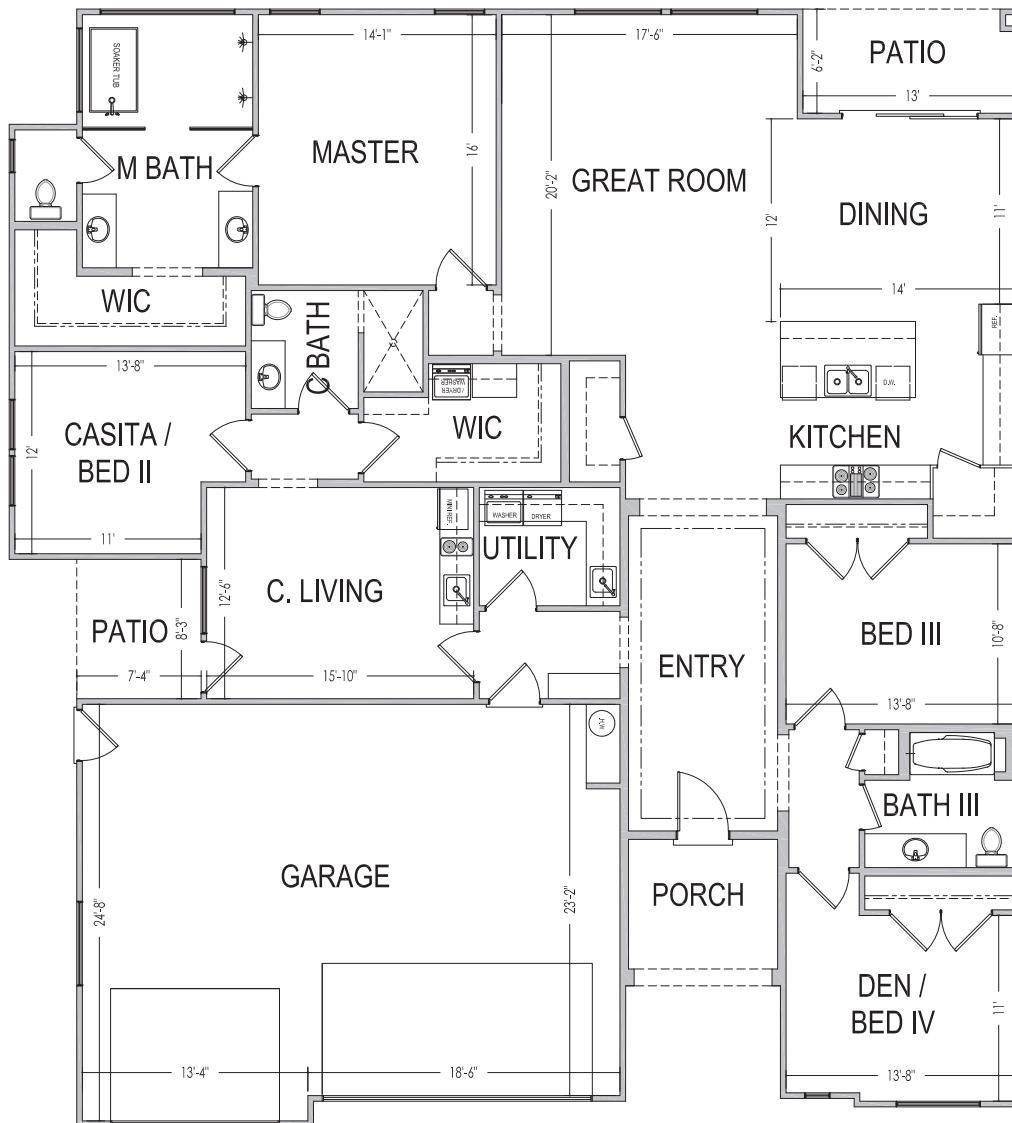 14'-1"
17'-6"
6'-2"
PATIO
13'
SOAKER TUB
M BATH
MASTER
16'
GREAT ROOM
20'-2"
12'
DINING
11'
14'
WIC
C BATH
REF.
13'-8"
WASHER
/ DRYER
D.W.
CASITA /
BED II
12'
WIC
KITCHEN
11'
MINI REF.
WASHER
DRYER
UTILITY
C. LIVING
12'-6"
PATIO
8'-3"
7'-4"
15'-10"
ENTRY
BED III
10'-8"
13'-8"
H/W
BATH III
GARAGE
24'-8"
23'-2"
PORCH
DEN /
BED IV
11'
13'-4"
18'-6"
13'-8"